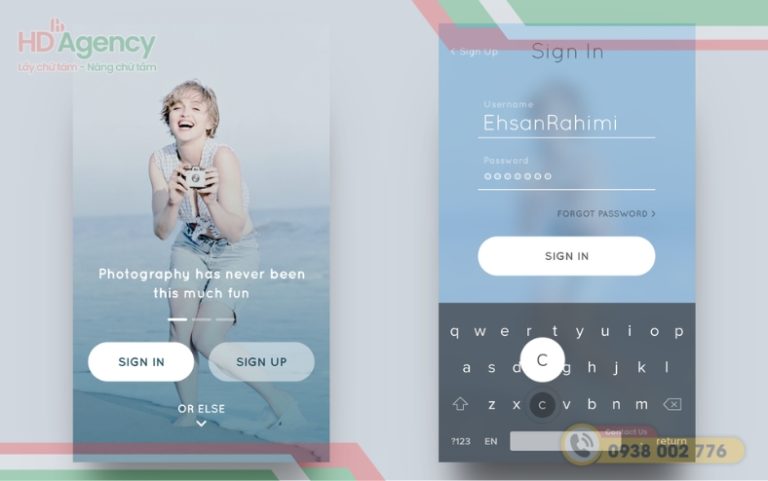 HD Agency
Lấy chữ tâm - Nâng chữ tầm
Photography has never been
this much fun
SIGN IN
SIGN UP
OR ELSE
Sign Up
Sign In
Username
EhsanRahimi
Password
FORGOT PASSWORD
SIGN IN
q w e r t y u i o p
C
a s d g h j k l
z x c v b n m
?123 EN return
Contact Us
0938 002 776